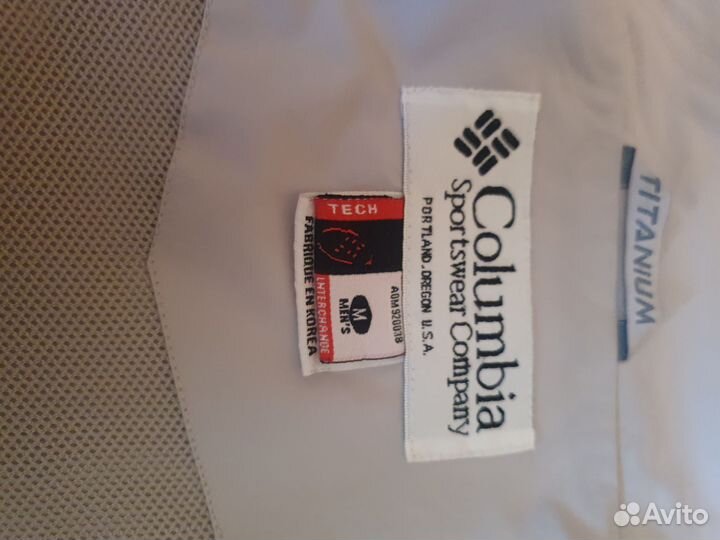 Columbia
Sportswear Company
PORTLAND, OREGON U.S.A.
TECH
INTERCHANGE
M
MEN'S
FABRIQUE EN KOREA
TITANIUM
Avito